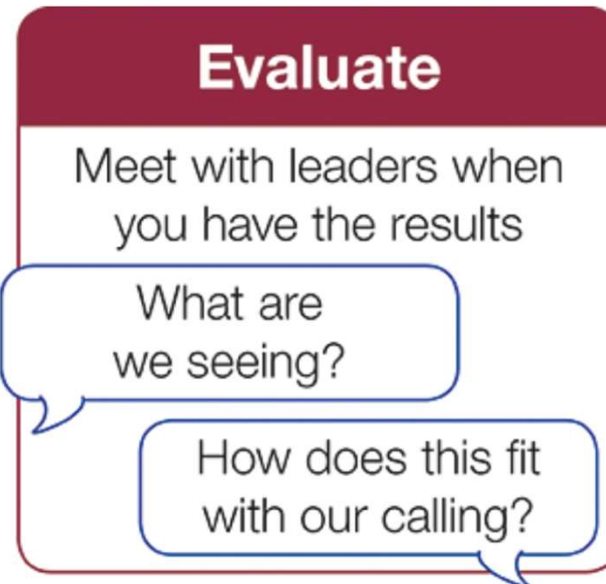 Evaluate
Meet with leaders when
you have the results
What are
we seeing?
How does this fit
with our calling?